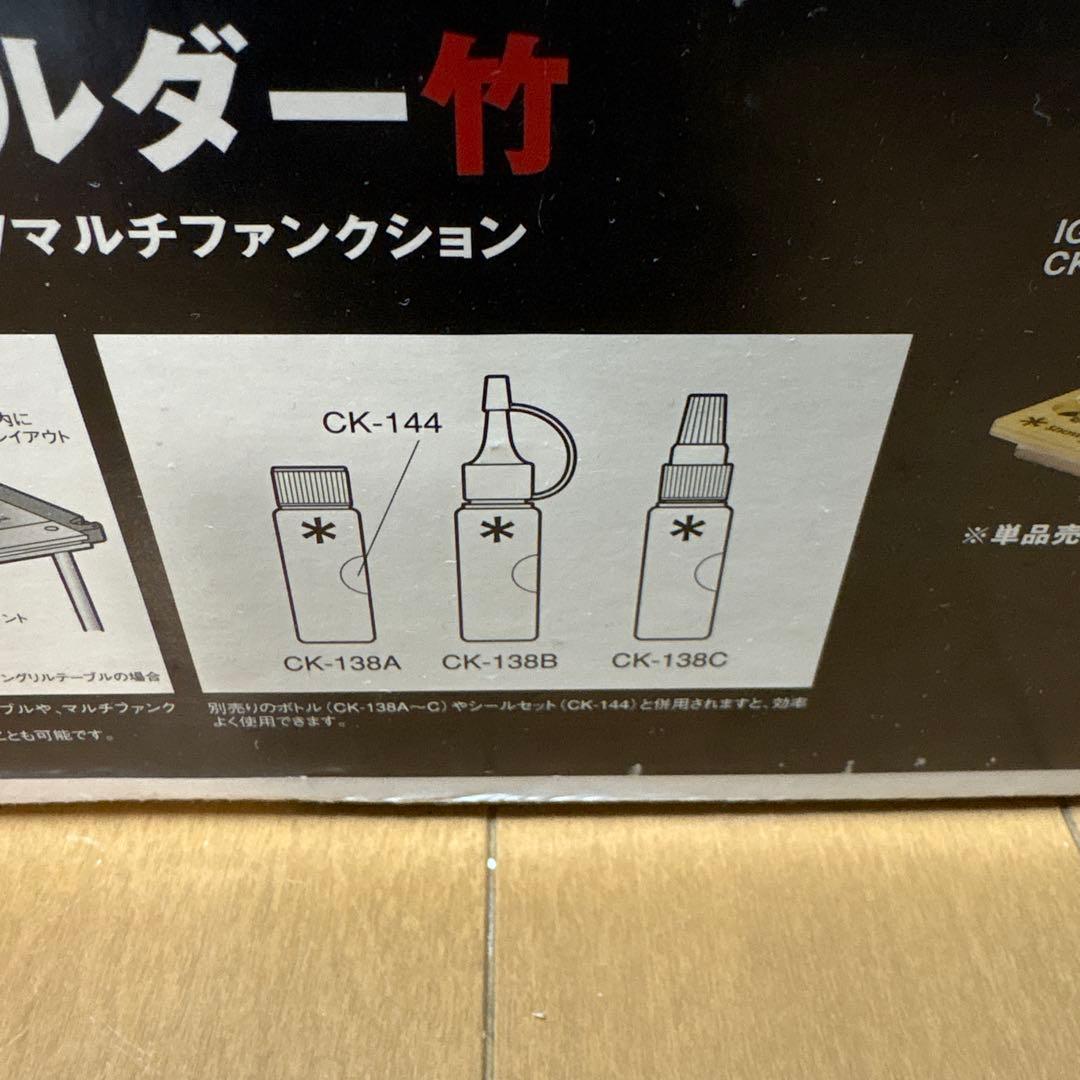 ルダー竹
マルチファンクション
内に
レイアウト
ント
ングリルテーブルの場合
ブルや、マルチファンク
ことも可能です。
CK-144
CK-138A
CK-138B
CK-138C
別売りのボトル（CK-138A〜C）やシールセット（CK-144）と併用されますと、効率
よく使用できます。
IG
CK
※単品売